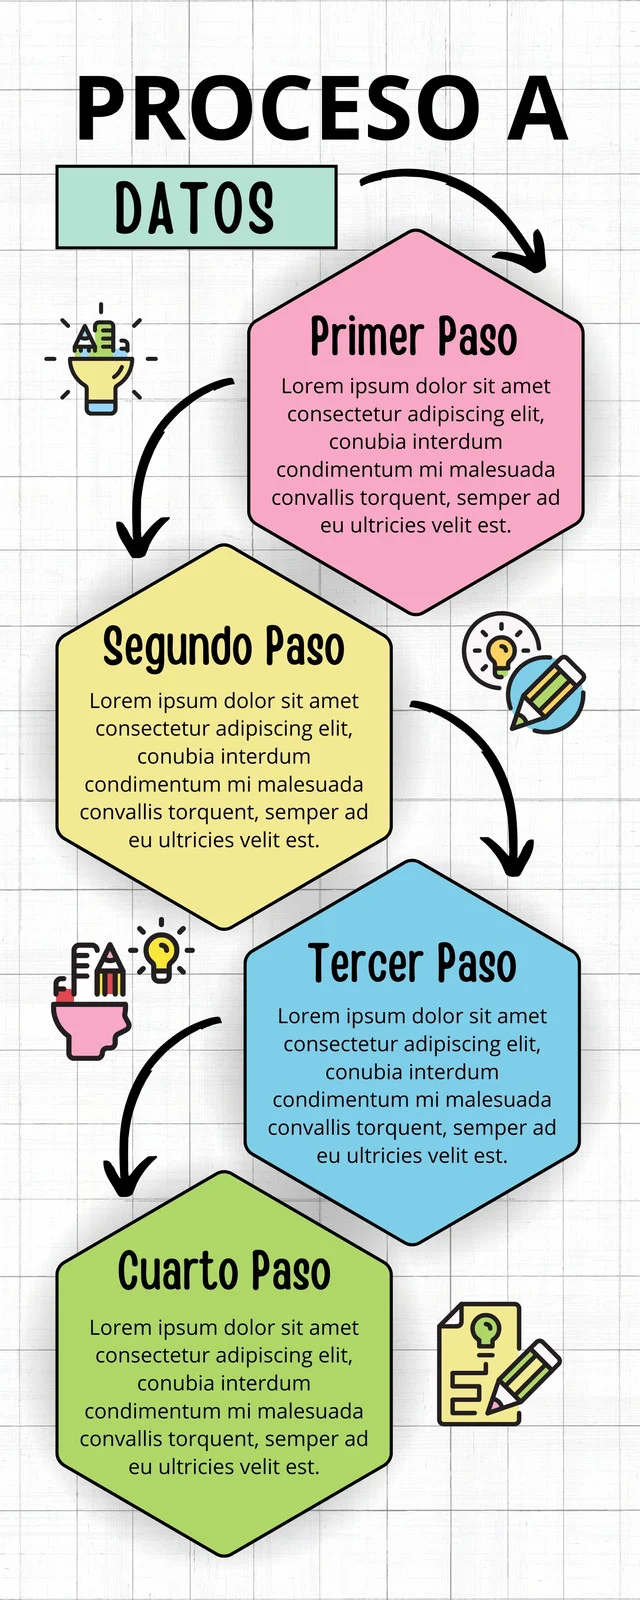 PROCESO A
DATOS
Primer Paso
Lorem ipsum dolor sit amet
consectetur adipiscing elit,
conubia interdum
condimentum mi malesuada
convallis torquent, semper ad
eu ultricies velit est.
Segundo Paso
Lorem ipsum dolor sit amet
consectetur adipiscing elit,
conubia interdum
condimentum mi malesuada
convallis torquent, semper ad
eu ultricies velit est.
Tercer Paso
Lorem ipsum dolor sit amet
consectetur adipiscing elit,
conubia interdum
condimentum mi malesuada
convallis torquent, semper ad
eu ultricies velit est.
Cuarto Paso
Lorem ipsum dolor sit amet
consectetur adipiscing elit,
conubia interdum
condimentum mi malesuada
convallis torquent, semper ad
eu ultricies velit est.